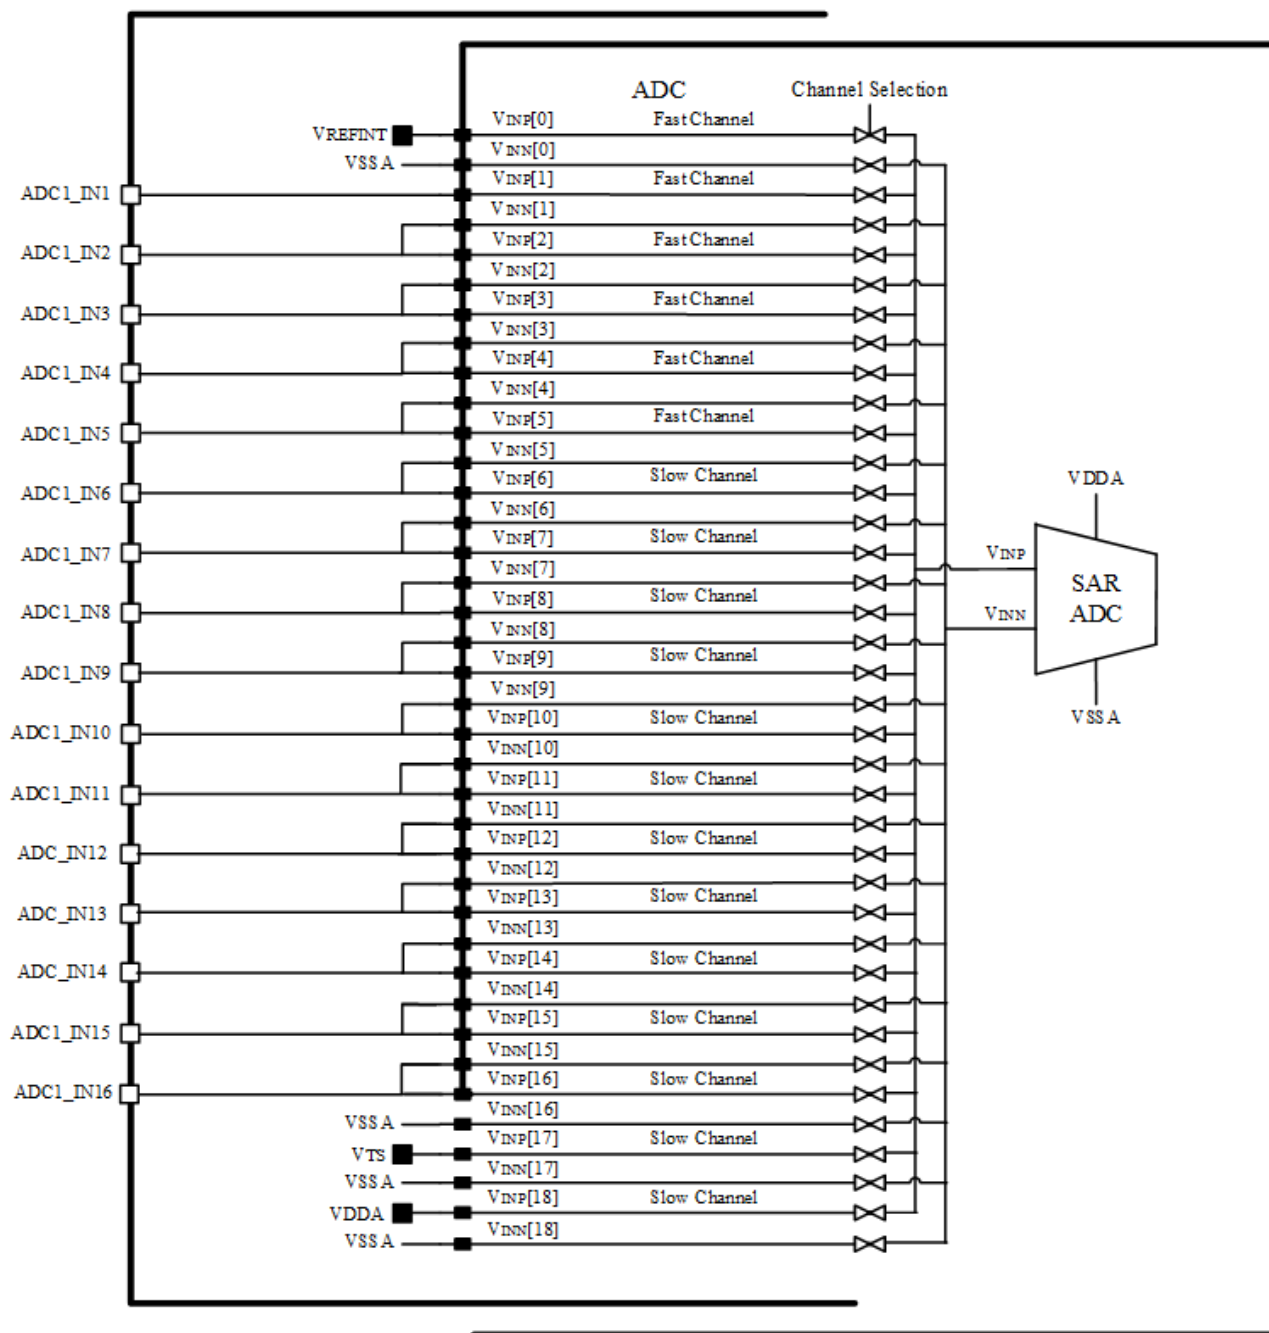 ADC Channel Selection
VINP[0] Fast Channel
VREFINT
VINN[0]
VSSA
VINP[1] Fast Channel
ADC1_IN1
VINN[1]
VINP[2] Fast Channel
ADC1_IN2
VINN[2]
VINP[3] Fast Channel
ADC1_IN3
VINN[3]
VINP[4] Fast Channel
ADC1_IN4
VINN[4]
VINP[5] Fast Channel
ADC1_IN5
VINN[5]
VINP[6] Slow Channel
VDDA
ADC1_IN6
VINN[6]
VINP[7] Slow Channel
ADC1_IN7
VINP
VINN[7]
SAR
VINP[8] Slow Channel
ADC1_IN8
VINN
ADC
VINN[8]
VINP[9] Slow Channel
ADC1_IN9
VINN[9]
VINP[10] Slow Channel
VSSA
ADC1_IN10
VINN[10]
VINP[11] Slow Channel
ADC1_IN11
VINN[11]
VINP[12] Slow Channel
ADC_IN12
VINN[12]
VINP[13] Slow Channel
ADC_IN13
VINN[13]
VINP[14] Slow Channel
ADC_IN14
VINN[14]
VINP[15] Slow Channel
ADC1_IN15
VINN[15]
VINP[16] Slow Channel
ADC1_IN16
VINN[16]
VSSA
VINP[17] Slow Channel
VTS
VINN[17]
VSSA
VINP[18] Slow Channel
VDDA
VINN[18]
VSSA